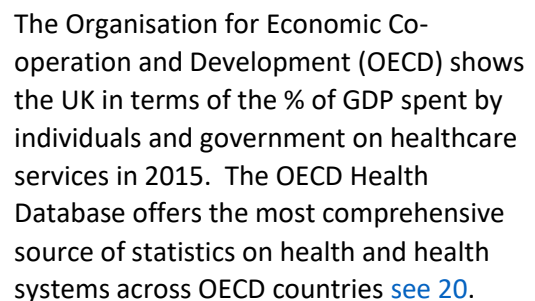 The Organisation for Economic Co-
operation and Development (OECD) shows
the UK in terms of the % of GDP spent by
individuals and government on healthcare
services in 2015.  The OECD Health
Database offers the most comprehensive
source of statistics on health and health
systems across OECD countries see 20.